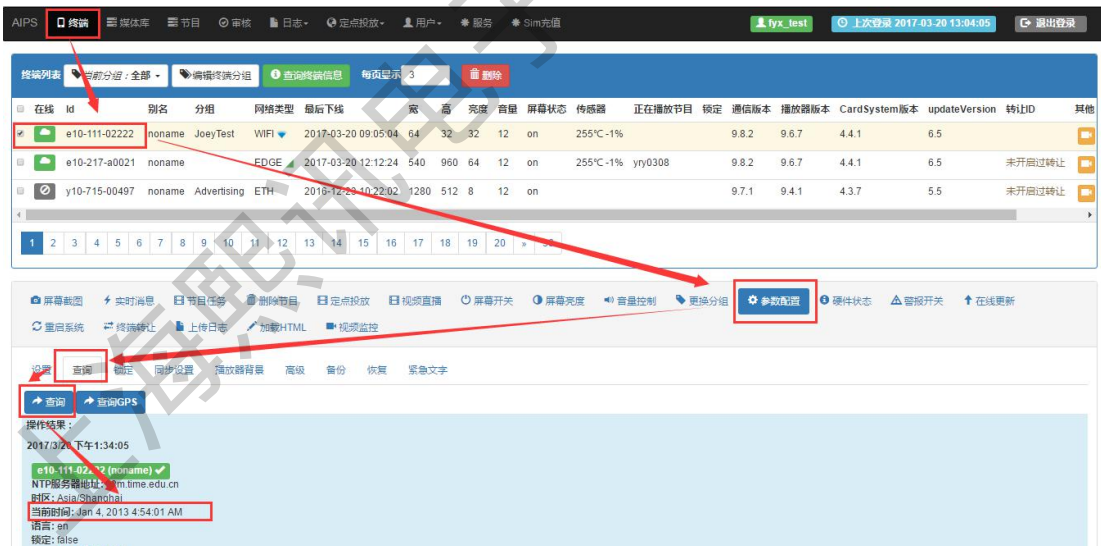 AIPS 终端 媒体库 节目 审核 日志 定点投放 用户 服务 Sim充值 fyx_test 上次登录 2017-03-20 13:04:05 退出登录
终端列表 当前分组:全部 编辑终端分组 查询终端信息 每页显示 3 删除
在线 Id 别名 分组 网络类型 最后下线 宽 高 亮度 音量 屏幕状态 传感器 正在播放节目 锁定 通信版本 播放器版本 CardSystem版本 updateVersion 转让ID 其他
e10-111-02222 noname JoeyTest WIFI 2017-03-20 09:05:04 64 32 32 12 on 255℃-1% 9.8.2 9.6.7 4.4.1 6.5
e10-217-a0021 noname EDGE 2017-03-20 12:12:24 540 960 64 12 on 255℃-1% yry0308 9.8.2 9.6.7 4.4.1 6.5 未开启过转让
y10-715-00497 noname Advertising ETH 2016-12-23 10:22:02 1280 512 8 12 on 9.7.1 9.4.1 4.3.7 5.5 未开启过转让
1 2 3 4 5 6 7 8 9 10 11 12 13 14 15 16 17 18 19 20 »
屏幕截图 实时消息 节目任务 删除节目 定点投放 视频直播 屏幕开关 屏幕亮度 音量控制 更换分组 参数配置 硬件状态 警报开关 在线更新
重启系统 终端转让 上传日志 加载HTML 视频监控
设置 查询 锁定 同步设置 播放器背景 高级 备份 恢复 紧急文字
查询 查询GPS
操作结果:
2017/3/20 下午1:34:05
e10-111-02222 (noname)
NTP服务器地址: time.edu.cn
时区: Asia/Shanghai
当前时间: Jan 4, 2013 4:54:01 AM
语言: en
锁定: false
上海熙讯电子